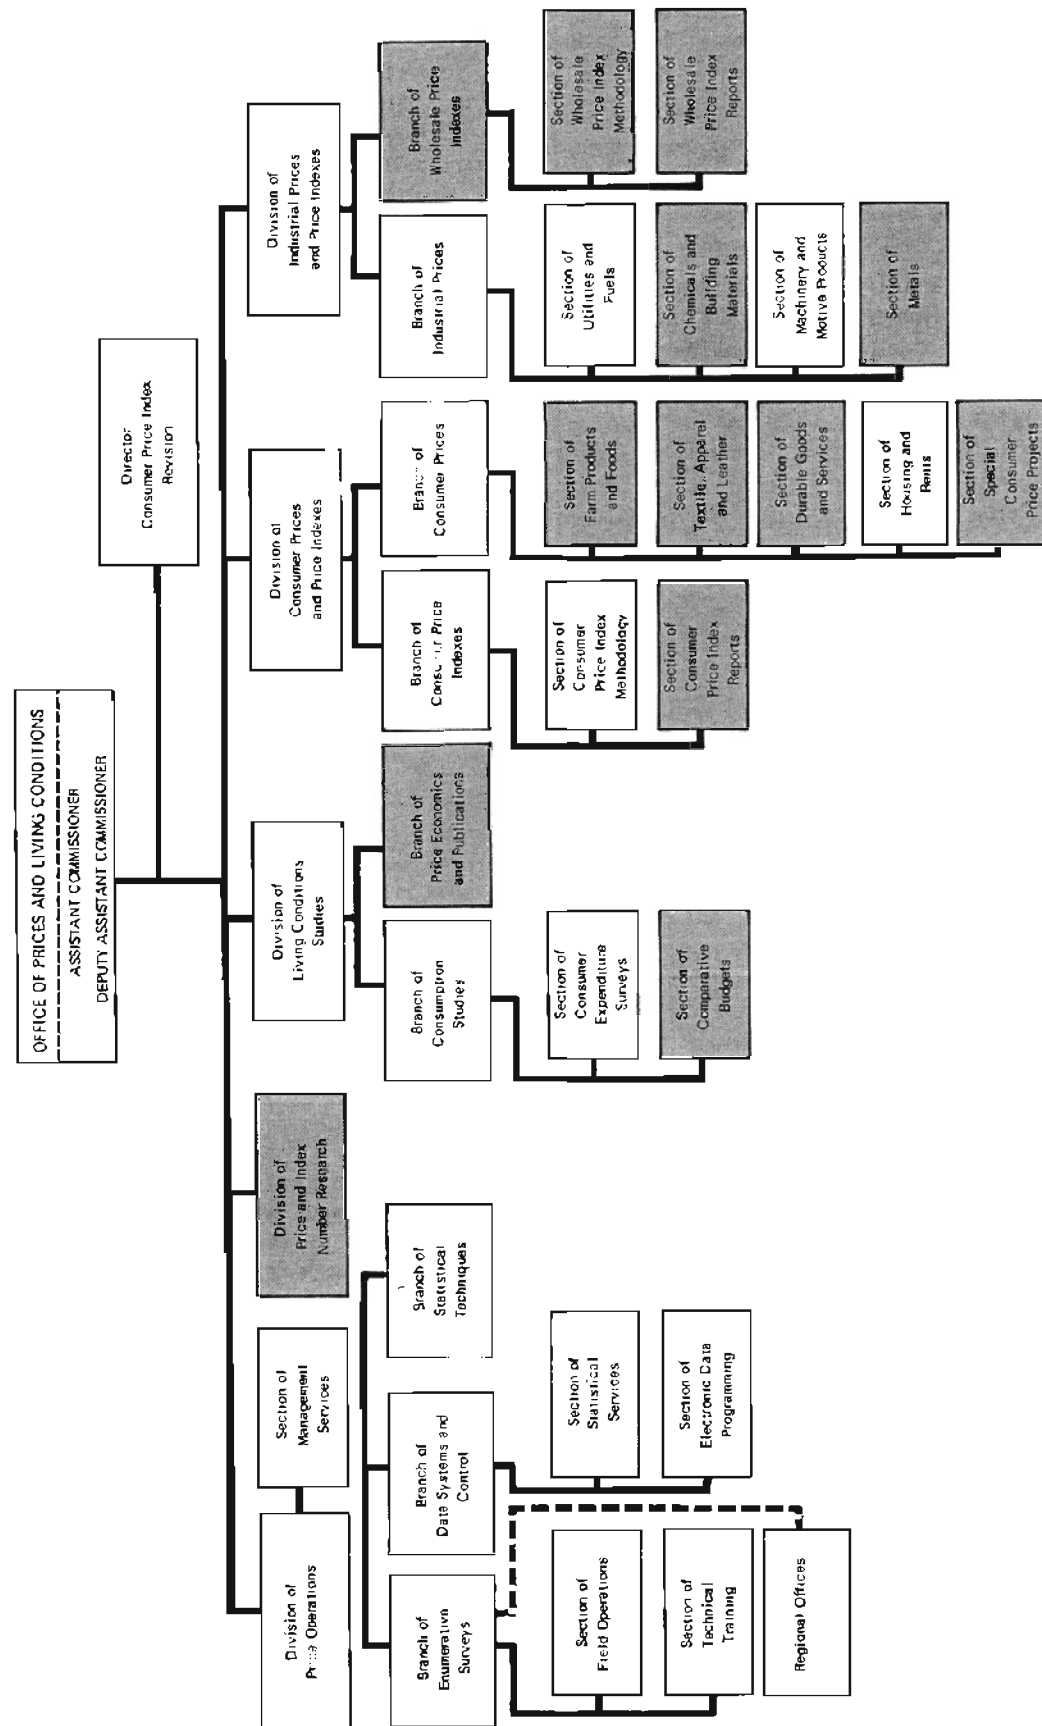 OFFICE OF PRICES AND LIVING CONDITIONS
ASSISTANT COMMISSIONER
DEPUTY ASSISTANT COMMISSIONER
Director
Consumer Price Index
Revision
Division of
Price Operations
Section of
Management
Services
Division of
Price and Index
Number Research
Division of
Living Conditions
Studies
Division of
Consumer Prices
and Price Indexes
Division of
Industrial Prices
and Price Indexes
Branch of
Enumerative
Surveys
Branch of
Data Systems and
Control
Branch of
Statistical
Techniques
Branch of
Consumption
Studies
Branch of
Price Economics
and Publications
Branch of
Consumer Price
Indexes
Branch of
Consumer Prices
Branch of
Industrial Prices
Branch of
Wholesale Price
Indexes
Section of
Field Operations
Section of
Technical
Training
Regional Offices
Section of
Statistical
Services
Section of
Electronic Data
Programming
Section of
Consumer
Expenditure
Surveys
Section of
Comparative
Budgets
Section of
Consumer
Price Index
Methodology
Section of
Consumer
Price Index
Reports
Section of
Farm Products
and Foods
Section of
Textile, Apparel
and Leather
Section of
Durable Goods
and Services
Section of
Housing and
Rents
Section of
Special
Consumer
Price Projects
Section of
Utilities and
Fuels
Section of
Chemicals and
Building
Materials
Section of
Machinery and
Motive Products
Section of
Metals
Section of
Wholesale
Price Index
Methodology
Section of
Wholesale
Price Index
Reports